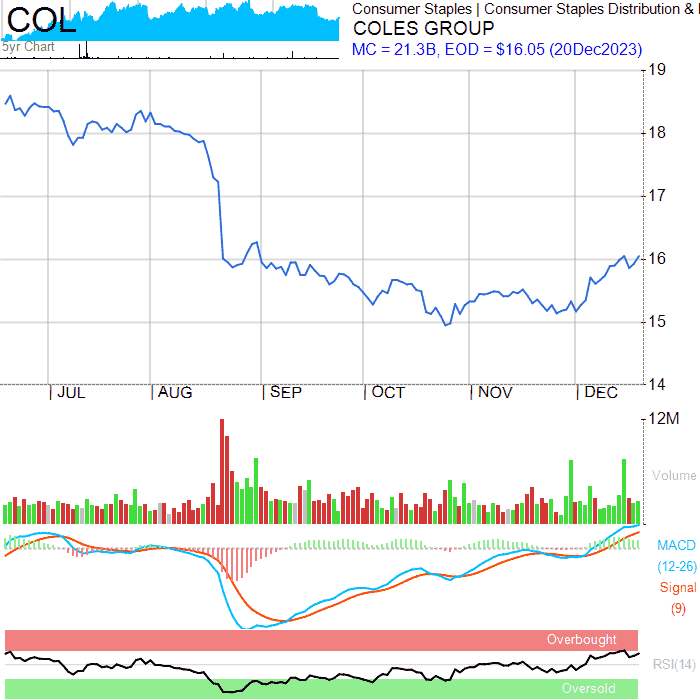 COL
5yr Chart
Consumer Staples | Consumer Staples Distribution &
COLES GROUP
MC = 21.3B, EOD = $16.05 (20Dec2023)
19
18
17
16
15
14
JUL
AUG
SEP
OCT
NOV
DEC
12M
Volume
MACD
(12-26)
Signal
(9)
Overbought
RSI(14)
Oversold